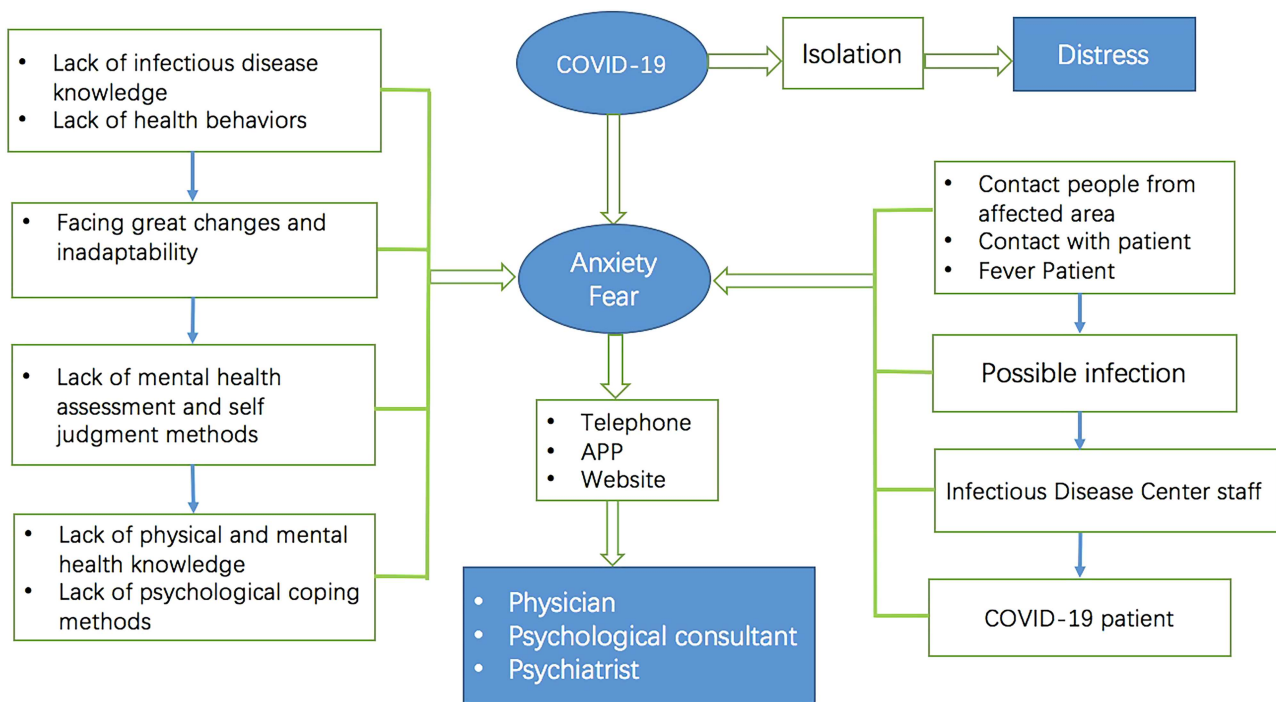 • Lack of infectious disease
knowledge
• Lack of health behaviors
• Facing great changes and
inadaptability
• Lack of mental health
assessment and self
judgment methods
• Lack of physical and mental
health knowledge
• Lack of psychological coping
methods
COVID-19
Isolation
Distress
Anxiety
Fear
• Telephone
• APP
• Website
• Physician
• Psychological consultant
• Psychiatrist
• Contact people from
affected area
• Contact with patient
• Fever Patient
Possible infection
Infectious Disease Center staff
COVID-19 patient